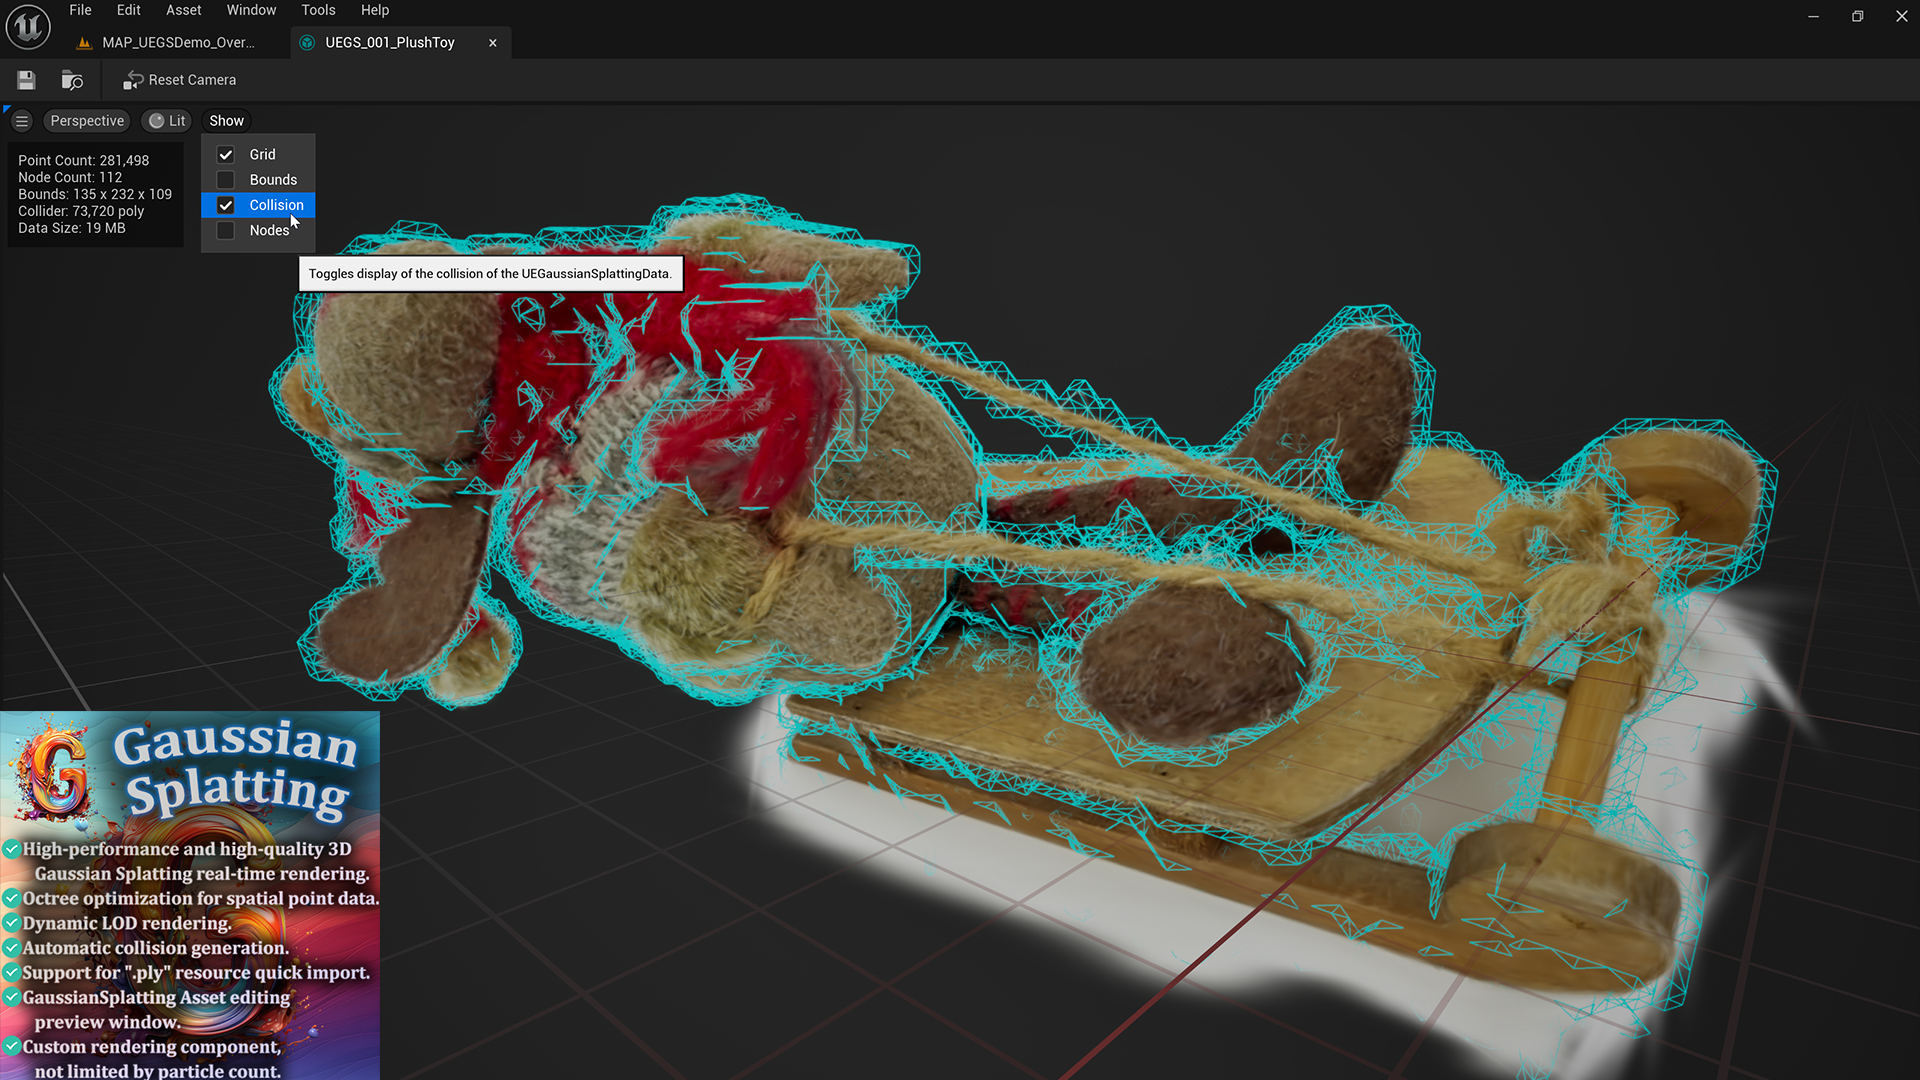 File Edit Asset Window Tools Help
MAP_UEGSDemo_Over...
UEGS_001_PlushToy
Reset Camera
Perspective
Lit
Show
Point Count: 281,498
Node Count: 112
Bounds: 135 x 232 x 109
Collider: 73,720 poly
Data Size: 19 MB
Grid
Bounds
Collision
Nodes
Toggles display of the collision of the UEGaussianSplattingData.
G
Gaussian
Splatting
High-performance and high-quality 3D
Gaussian Splatting real-time rendering.
Octree optimization for spatial point data.
Dynamic LOD rendering.
Automatic collision generation.
Support for ".ply" resource quick import.
GaussianSplatting Asset editing
preview window.
Custom rendering component,
not limited by particle count.